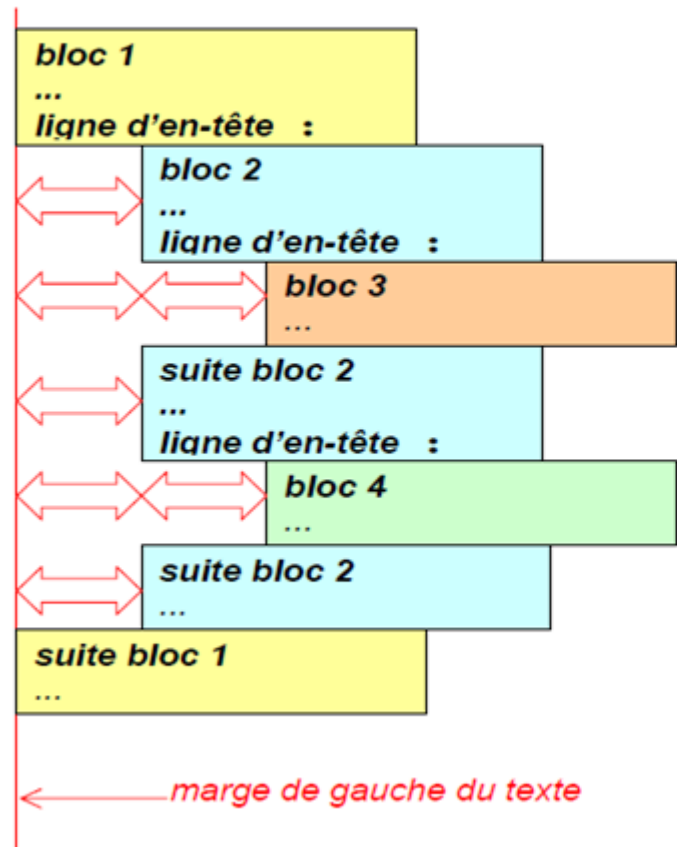 bloc 1
...
ligne d'en-tête :
bloc 2
...
ligne d'en-tête :
bloc 3
...
suite bloc 2
...
ligne d'en-tête :
bloc 4
...
suite bloc 2
...
suite bloc 1
...
marge de gauche du texte